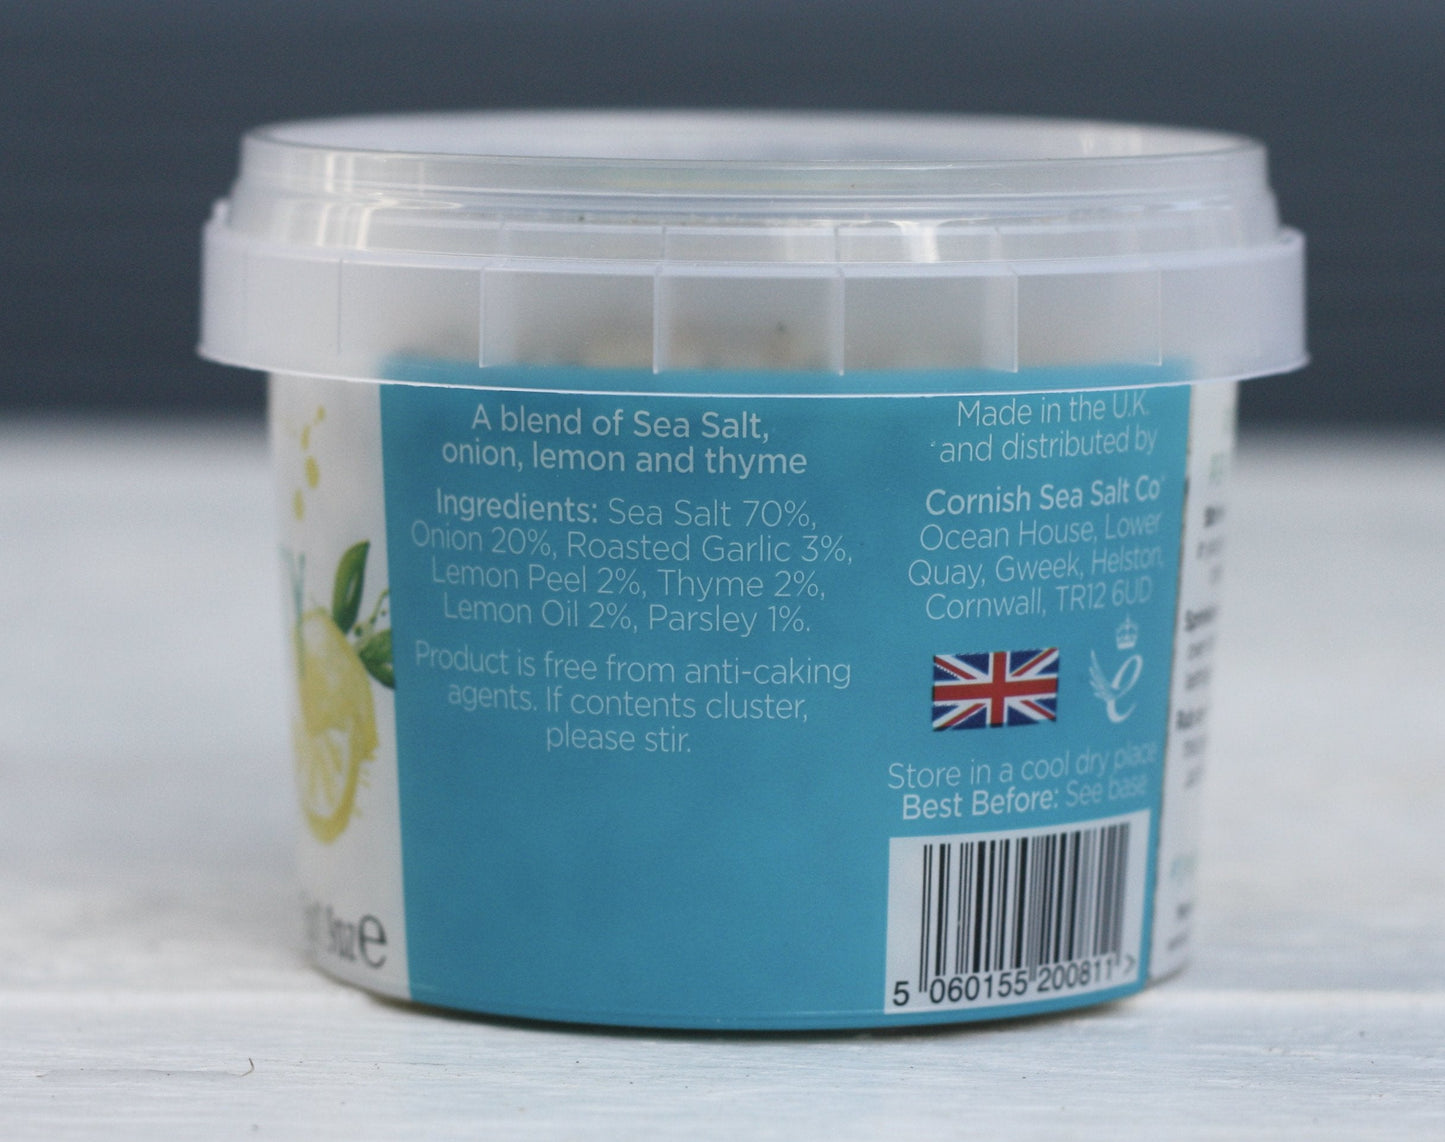 A blend of Sea Salt,
onion, lemon and thyme
Ingredients: Sea Salt 70%,
Onion 20%, Roasted Garlic 3%,
Lemon Peel 2%, Thyme 2%,
Lemon Oil 2%, Parsley 1%.
Product is free from anti-caking
agents. If contents cluster,
please stir.
Made in the U.K.
and distributed by
Cornish Sea Salt Co
Ocean House, Lower
Quay, Gweek, Helston,
Cornwall, TR12 6UD
Store in a cool dry place
Best Before: See base
5 060155 200811 >
oz e